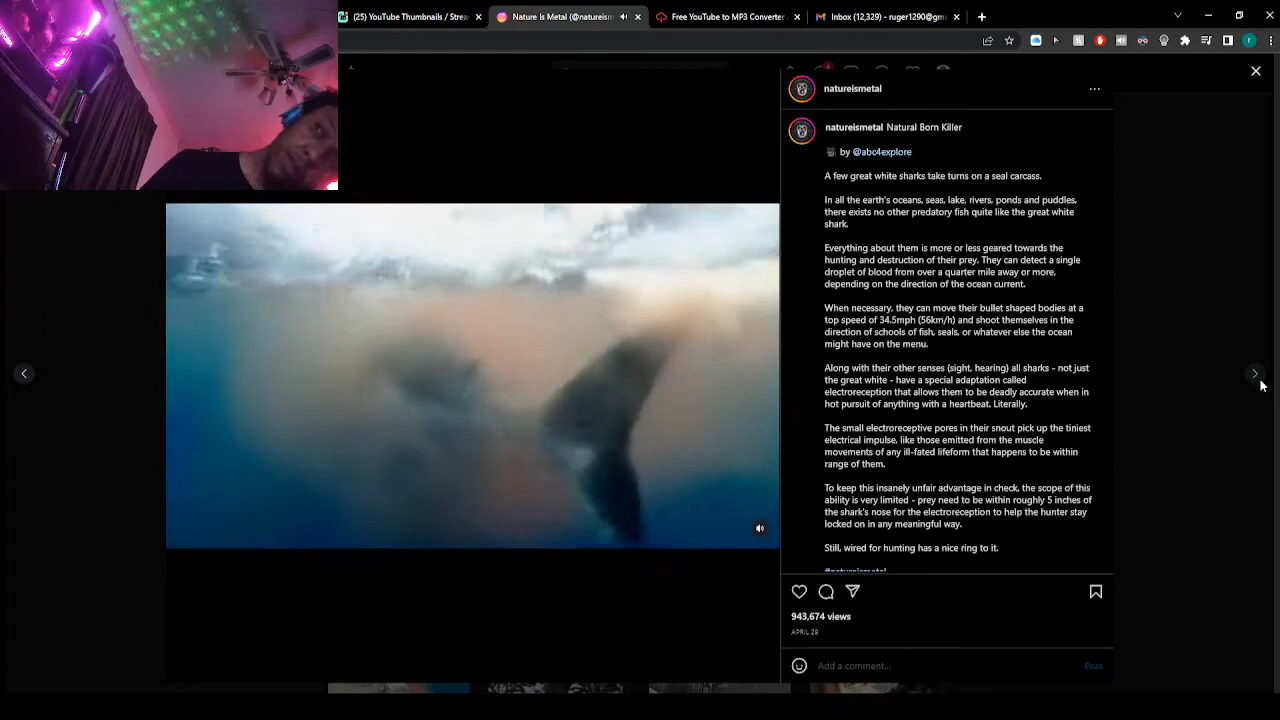 (25) YouTube Thumbnails / Strea
Nature is Metal (@natureism
Free YouTube to MP3 Converter
Inbox (12,329) - ruger1290@gm
natureismetal
natureismetal Natural Born Killer
by @abc4explore
A few great white sharks take turns on a seal carcass.
In all the earth's oceans, seas, lake, rivers, ponds and puddles,
there exists no other predatory fish quite like the great white
shark.
Everything about them is more or less geared towards the
hunting and destruction of their prey. They can detect a single
droplet of blood from over a quarter mile away or more,
depending on the direction of the ocean current.
When necessary, they can move their bullet shaped bodies at a
top speed of 34.5mph (56km/h) and shoot themselves in the
direction of schools of fish, seals, or whatever else the ocean
might have on the menu.
Along with their other senses (sight, hearing) all sharks - not just
the great white - have a special adaptation called
electroreception that allows them to be deadly accurate when in
hot pursuit of anything with a heartbeat. Literally.
The small electroreceptive pores in their snout pick up the tiniest
electrical impulse, like those emitted from the muscle
movements of any ill-fated lifeform that happens to be within
range of them.
To keep this insanely unfair advantage in check, the scope of this
ability is very limited - prey need to be within roughly 5 inches of
the shark's nose for the electroreception to help the hunter stay
locked on in any meaningful way.
Still, wired for hunting has a nice ring to it.
943,674 views
APRIL 29
Add a comment...
Post